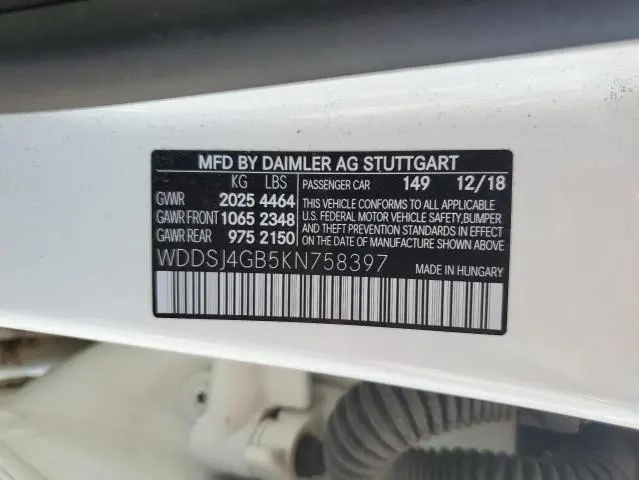 MFD BY DAIMLER AG STUTTGART
KG LBS PASSENGER CAR 149 12/18
GVWR 2025 4464
GAWR FRONT 1065 2348
GAWR REAR 975 2150
THIS VEHICLE CONFORMS TO ALL APPLICABLE
U.S. FEDERAL MOTOR VEHICLE SAFETY,BUMPER
AND THEFT PREVENTION STANDARDS IN EFFECT
ON THE DATE OF MANUFACTURE SHOWN ABOVE
WDDSJ4GB5KN758397 MADE IN HUNGARY